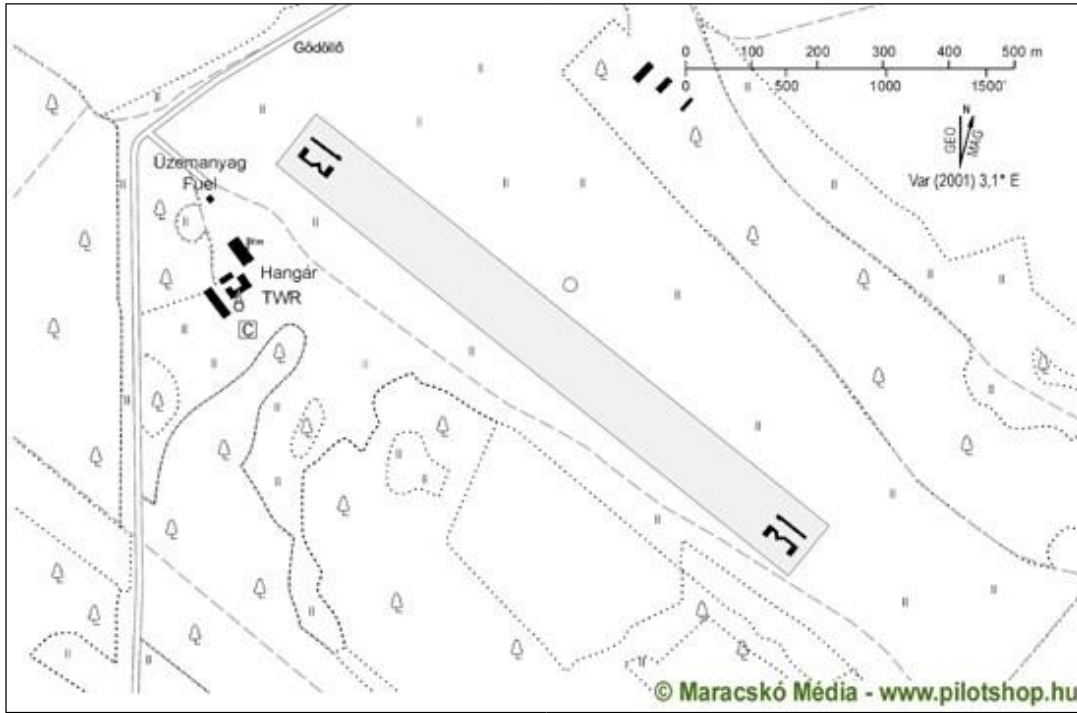 Gödöllő
0 100 200 300 400 500 m
0 500 1000 1500'
N
GEO
MAG
Var (2001) 3,1° E
13
Üzemanyag
Fuel
Hangár
TWR
C
31
© Maracskó Média - www.pilotshop.hu